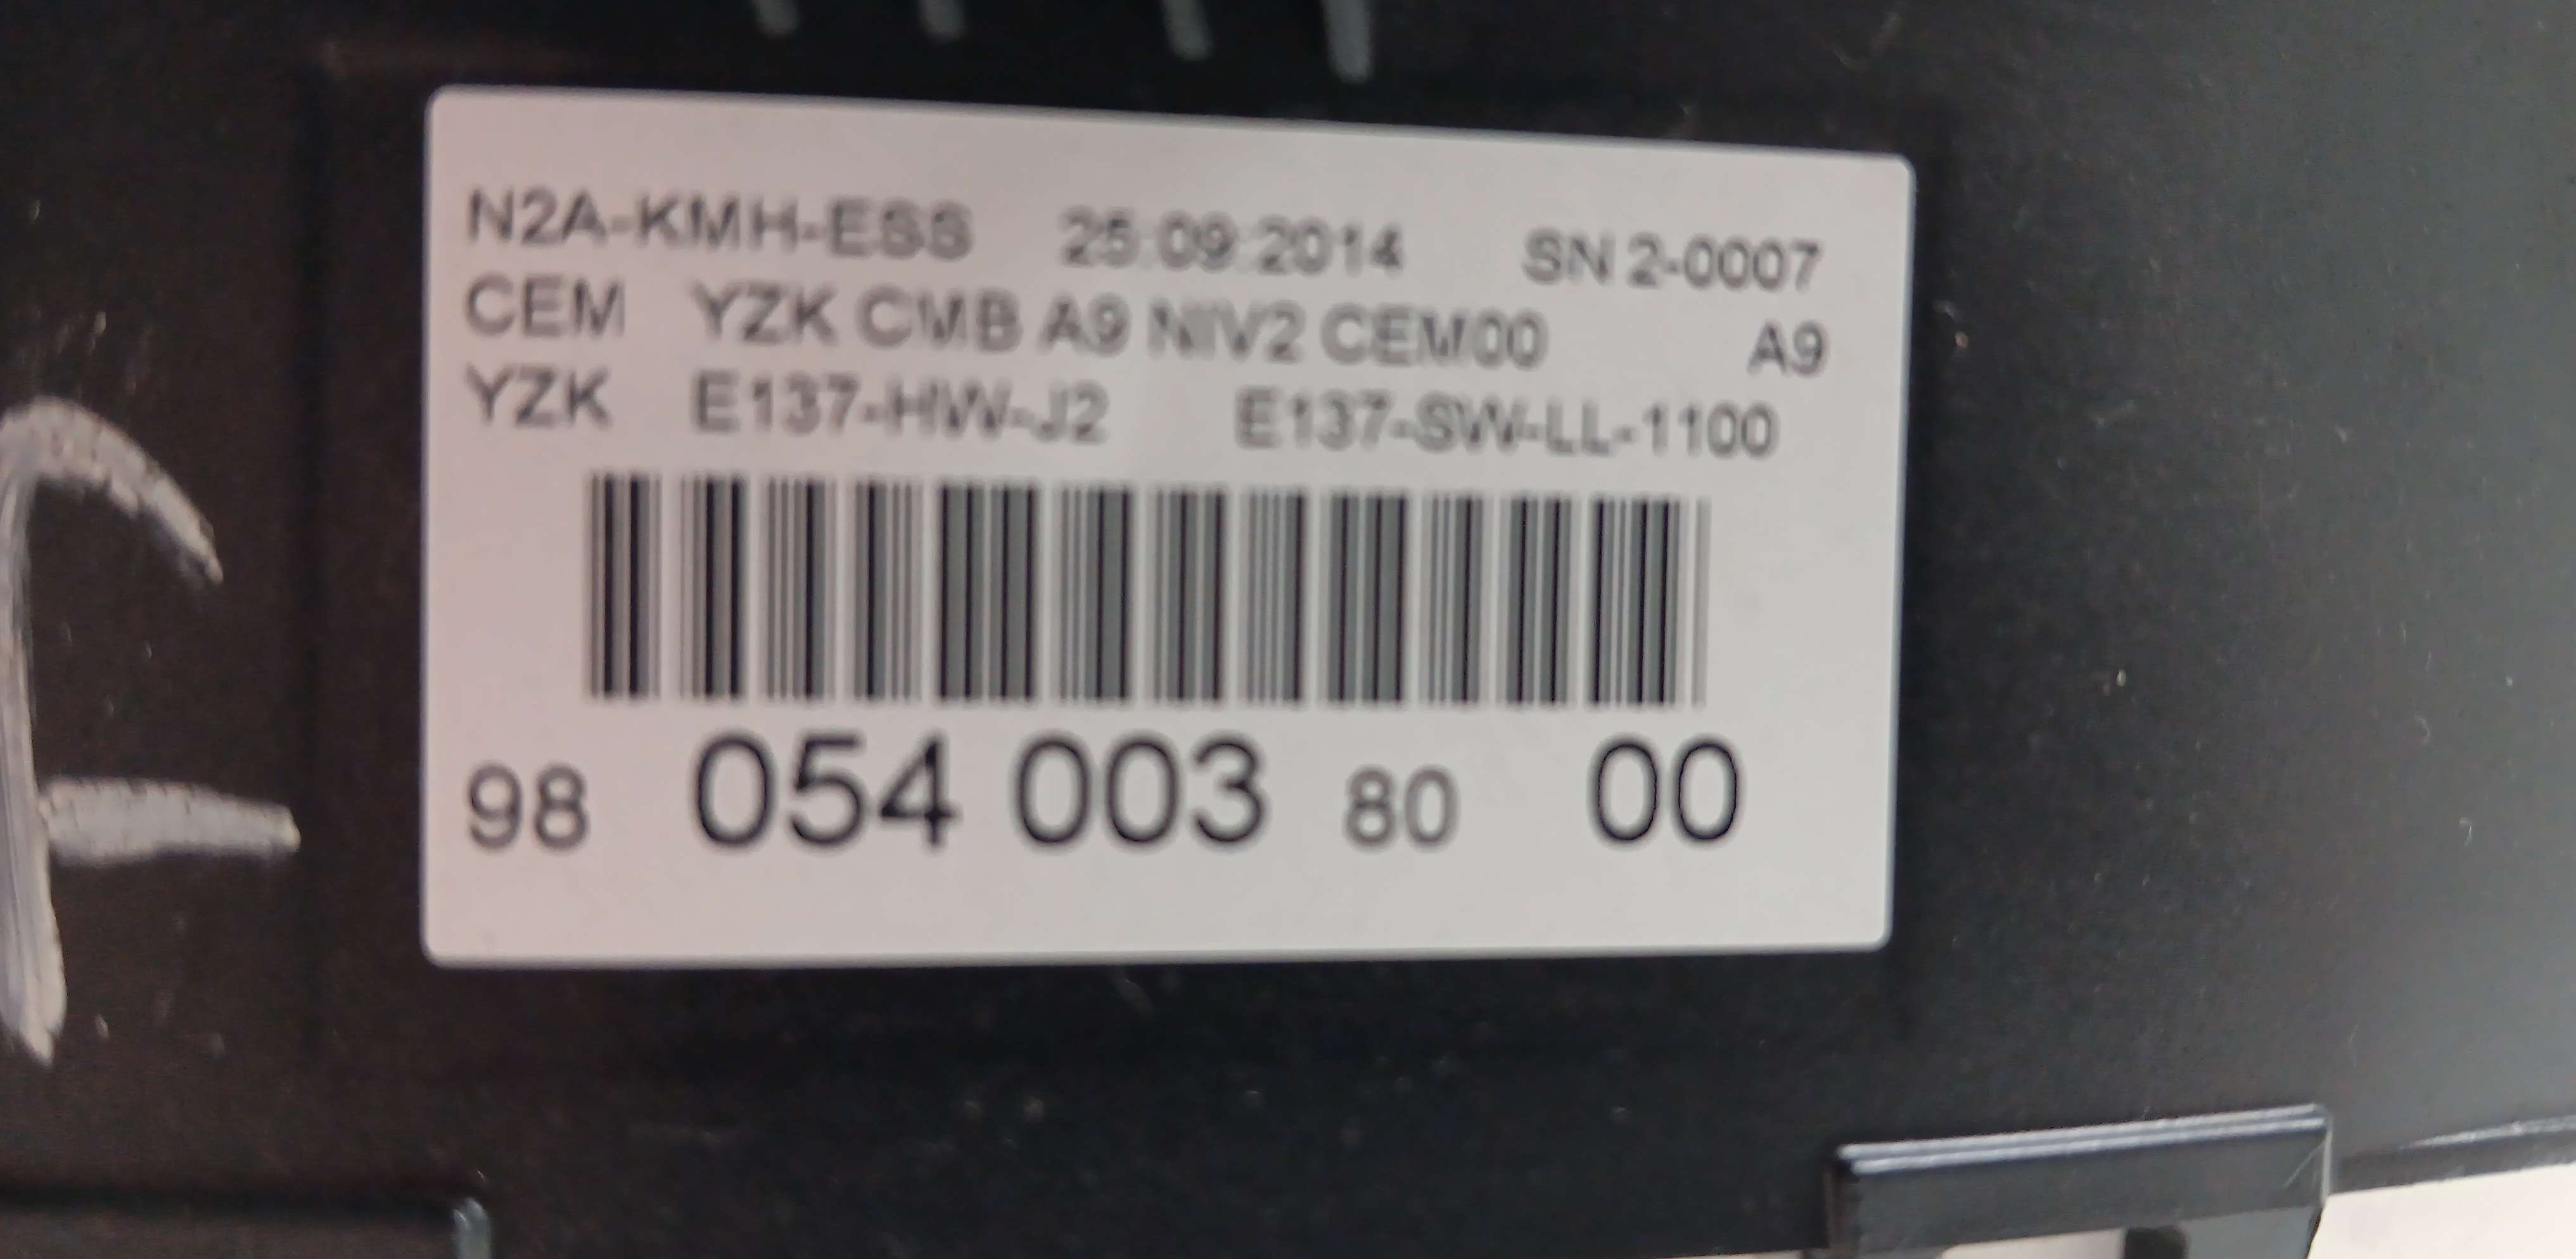 N2A-KMH-ESS 25.09.2014 SN 2-0007
CEM YZK CMB A9 NIV2 CEM00 A9
YZK E137-HW-J2 E137-SW-LL-1100
98 054 003 80 00